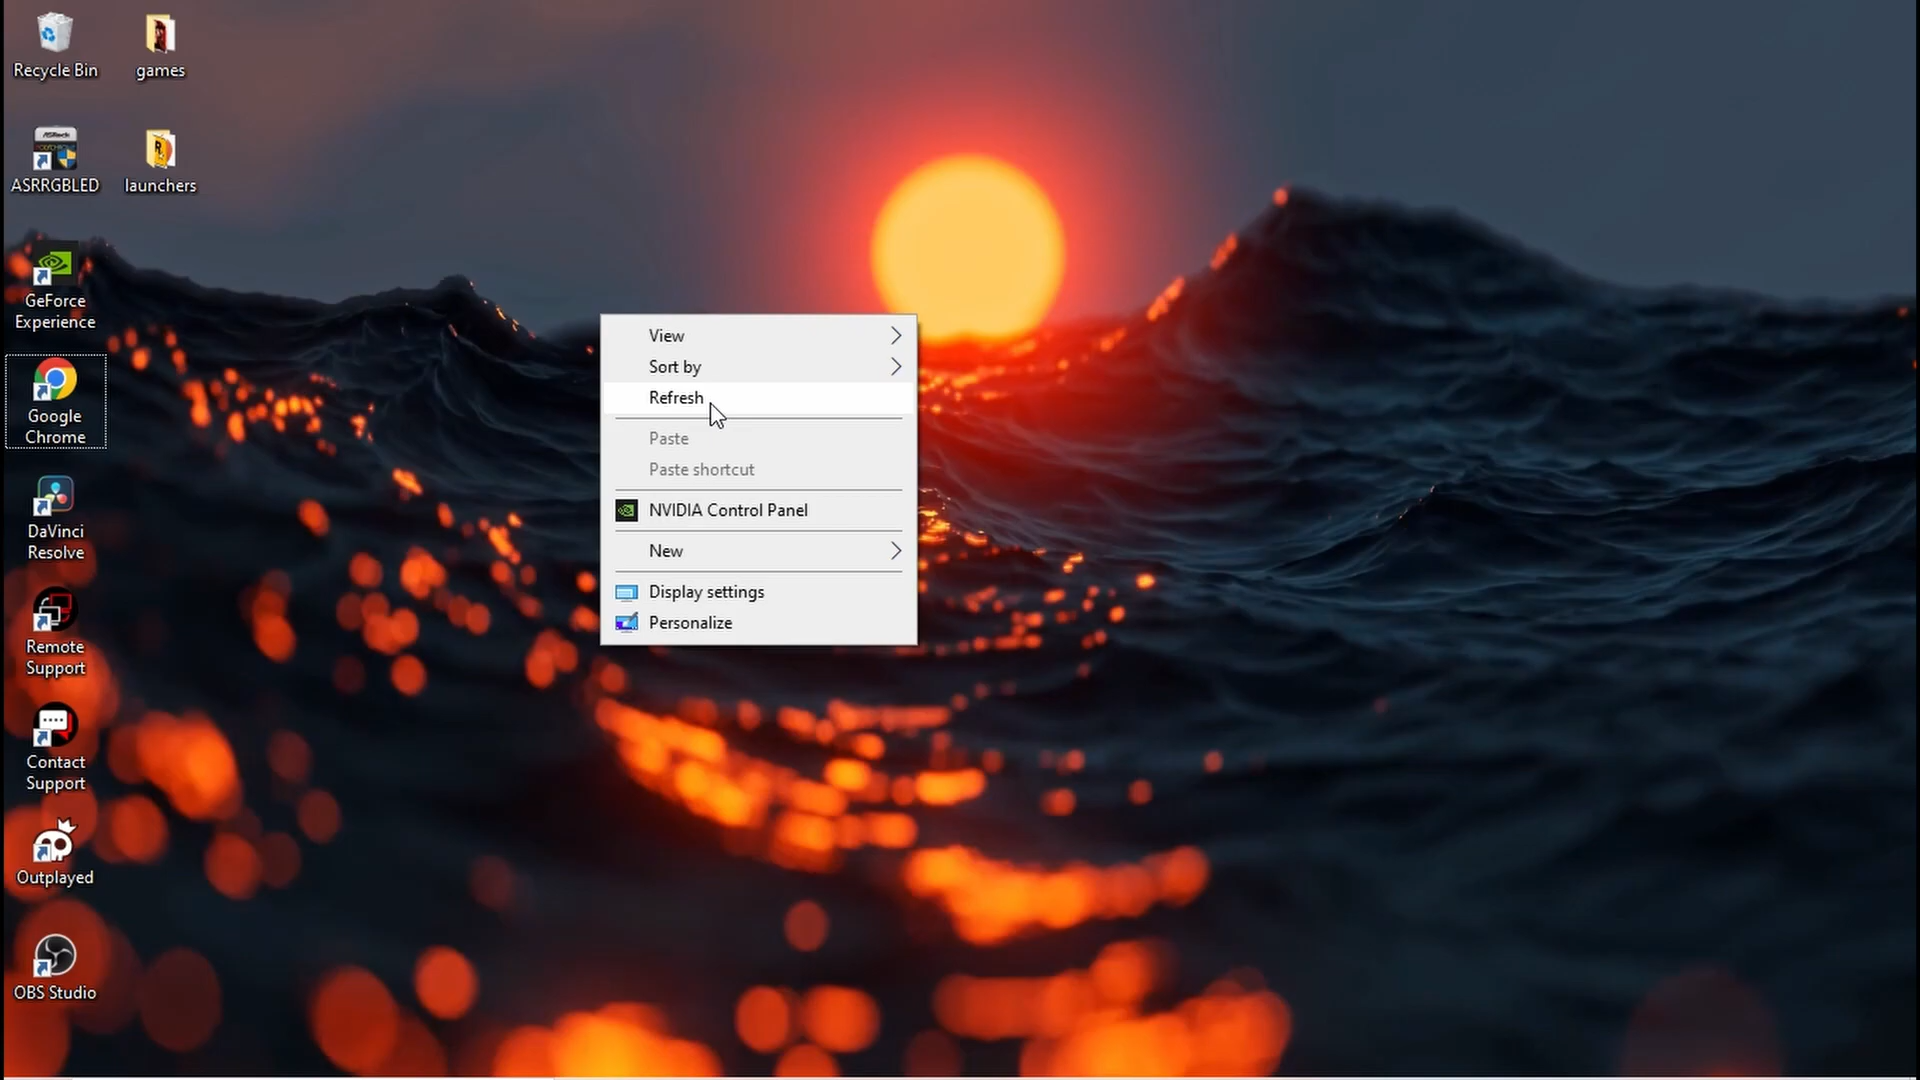 Recycle Bin
games
ASRock
ASRRGBLED
launchers
GeForce
Experience
Google
Chrome
DaVinci
Resolve
Remote
Support
Contact
Support
Outplayed
OBS Studio
View
Sort by
Refresh
Paste
Paste shortcut
NVIDIA Control Panel
New
Display settings
Personalize